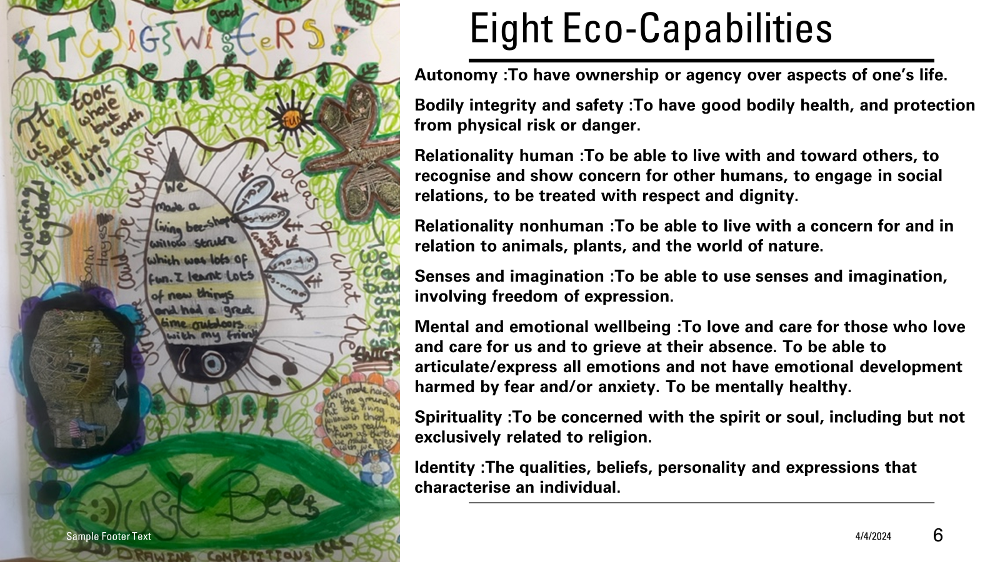 good
TWiGTWiSTERS
It took
us a whole
week but
it was worth
it!!!!
FUN
Working
together!
Sarah
Hayes
Could be used for:
Ideas of what the
structure
ART
We
made a
living bee-shape
willow strutre
which was lots of
fun. I learnt LOTS
of new things
and had a great
time outdoors
with my friends
We made holes
in the ground and
Put the living
willow in them. This
bit was really
fun as the
we made holes
with we the
Just Bees
DRAWING COMPETITIONS
Sample Footer Text
Eight Eco-Capabilities
Autonomy :To have ownership or agency over aspects of one’s life.
Bodily integrity and safety :To have good bodily health, and protection
from physical risk or danger.
Relationality human :To be able to live with and toward others, to
recognise and show concern for other humans, to engage in social
relations, to be treated with respect and dignity.
Relationality nonhuman :To be able to live with a concern for and in
relation to animals, plants, and the world of nature.
Senses and imagination :To be able to use senses and imagination,
involving freedom of expression.
Mental and emotional wellbeing :To love and care for those who love
and care for us and to grieve at their absence. To be able to
articulate/express all emotions and not have emotional development
harmed by fear and/or anxiety. To be mentally healthy.
Spirituality :To be concerned with the spirit or soul, including but not
exclusively related to religion.
Identity :The qualities, beliefs, personality and expressions that
characterise an individual.
4/4/2024
6